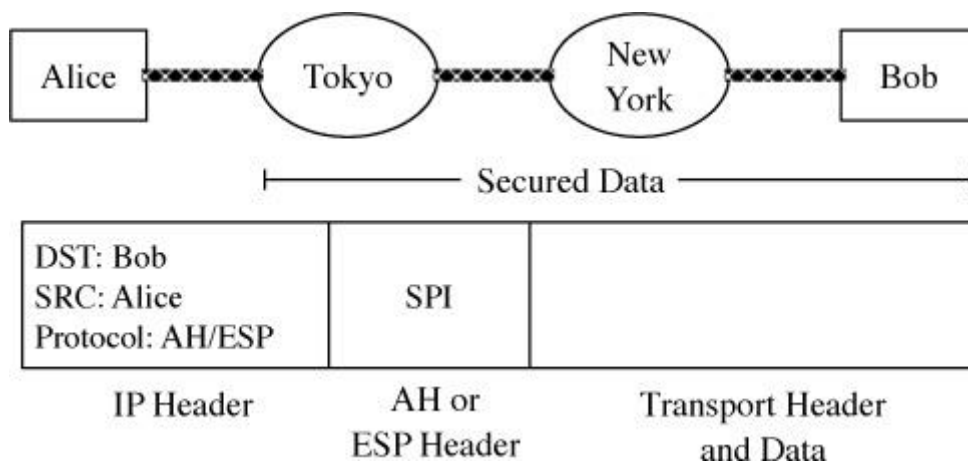 Alice
Tokyo
New
York
Bob
Secured Data
DST: Bob
SRC: Alice
Protocol: AH/ESP
SPI
IP Header
AH or
ESP Header
Transport Header
and Data